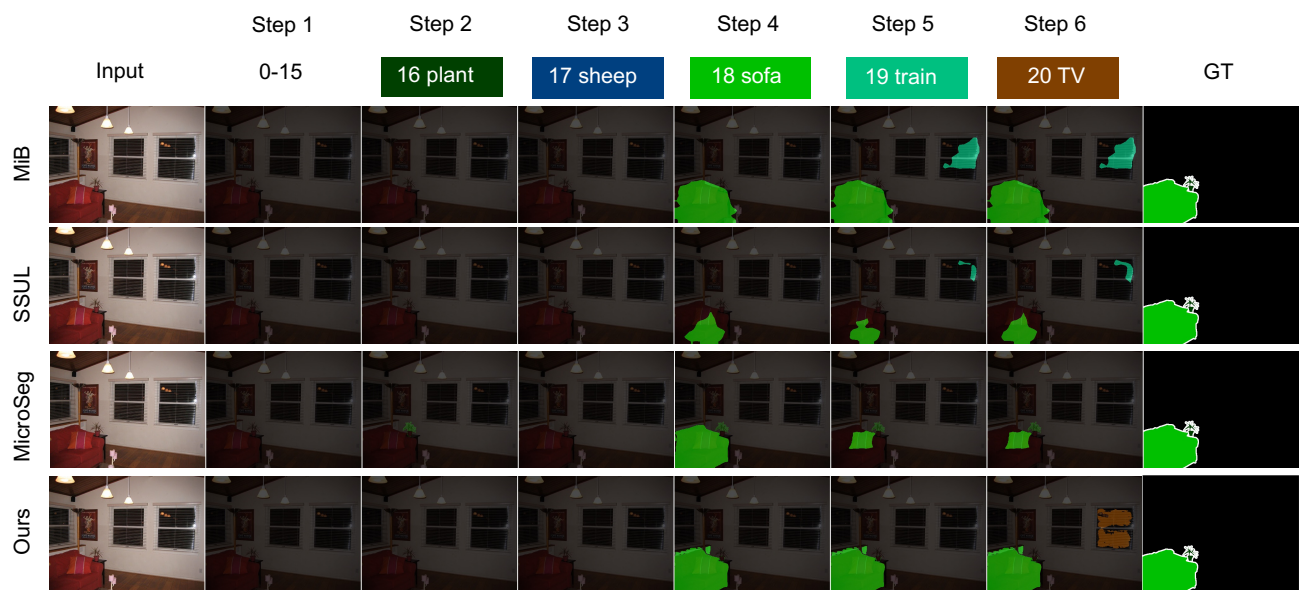 Step 1 Step 2 Step 3 Step 4 Step 5 Step 6
Input 0-15 16 plant 17 sheep 18 sofa 19 train 20 TV GT
MiB
SSUL
MicroSeg
Ours